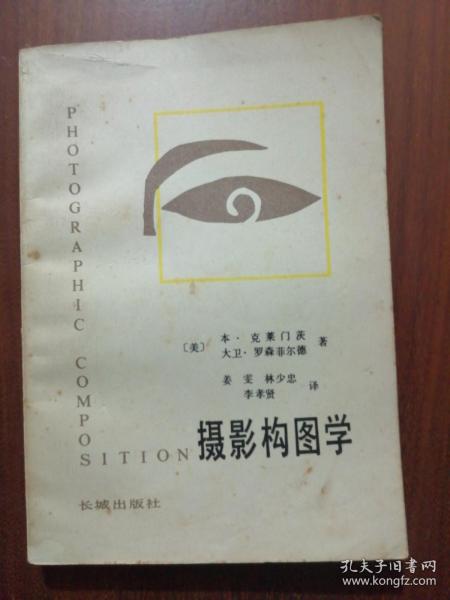 PHOTOGRAPHIC COMPOSITION
〔美〕 本·克莱门茨
大卫·罗森菲尔德 著
姜雯 林少忠
李孝贤 译
摄影构图学
长城出版社
孔夫子旧书网
www.kongfz.com